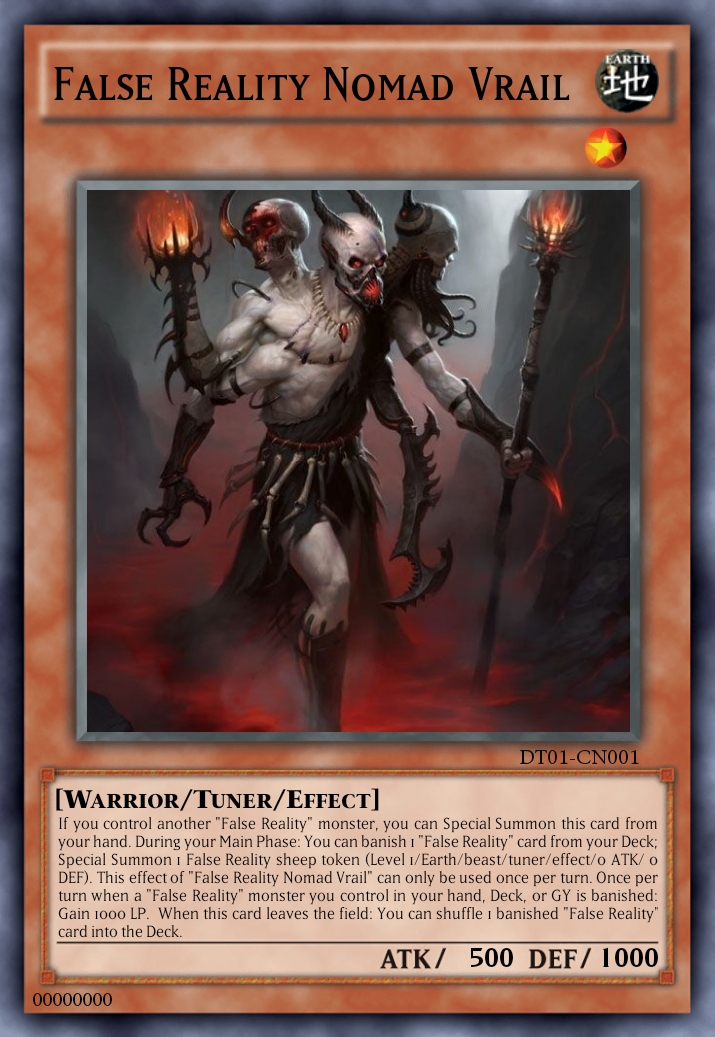 False Reality Nomad Vrail
EARTH
地
DT01-CN001
[Warrior/Tuner/Effect]
If you control another "False Reality" monster, you can Special Summon this card from
your hand. During your Main Phase: You can banish 1 "False Reality" card from your Deck;
Special Summon 1 False Reality sheep token (Level 1/Earth/beast/tuner/effect/0 ATK/ 0
DEF). This effect of "False Reality Nomad Vrail" can only be used once per turn. Once per
turn when a "False Reality" monster you control in your hand, Deck, or GY is banished:
Gain 1000 LP. When this card leaves the field: You can shuffle 1 banished "False Reality"
card into the Deck.
ATK/ 500 DEF/ 1000
00000000